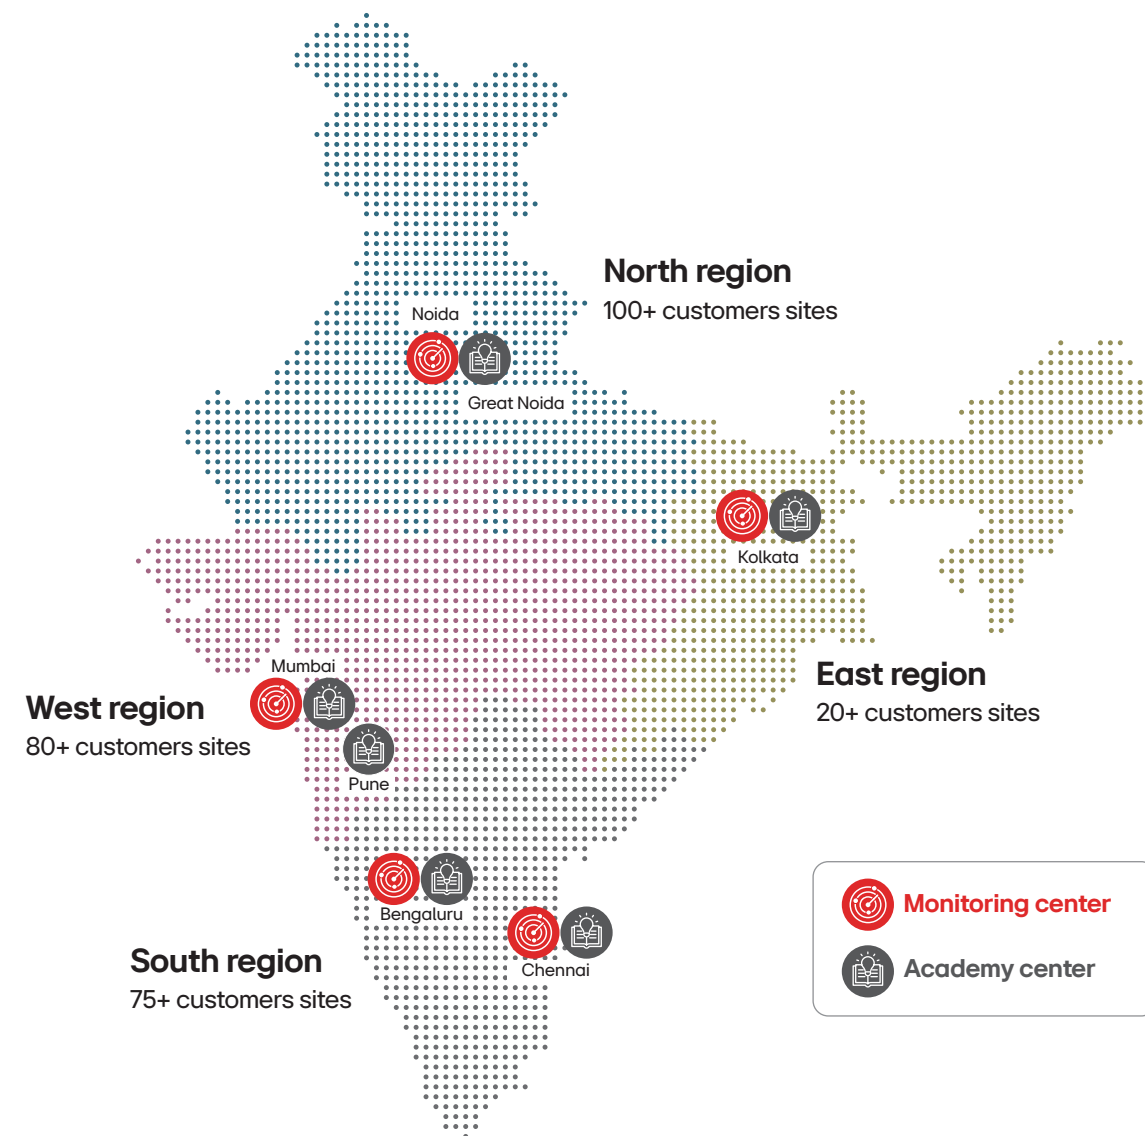 North region
100+ customers sites
Noida
Great Noida
Kolkata
East region
20+ customers sites
Mumbai
West region
80+ customers sites
Pune
Bengaluru
Chennai
South region
75+ customers sites
Monitoring center
Academy center